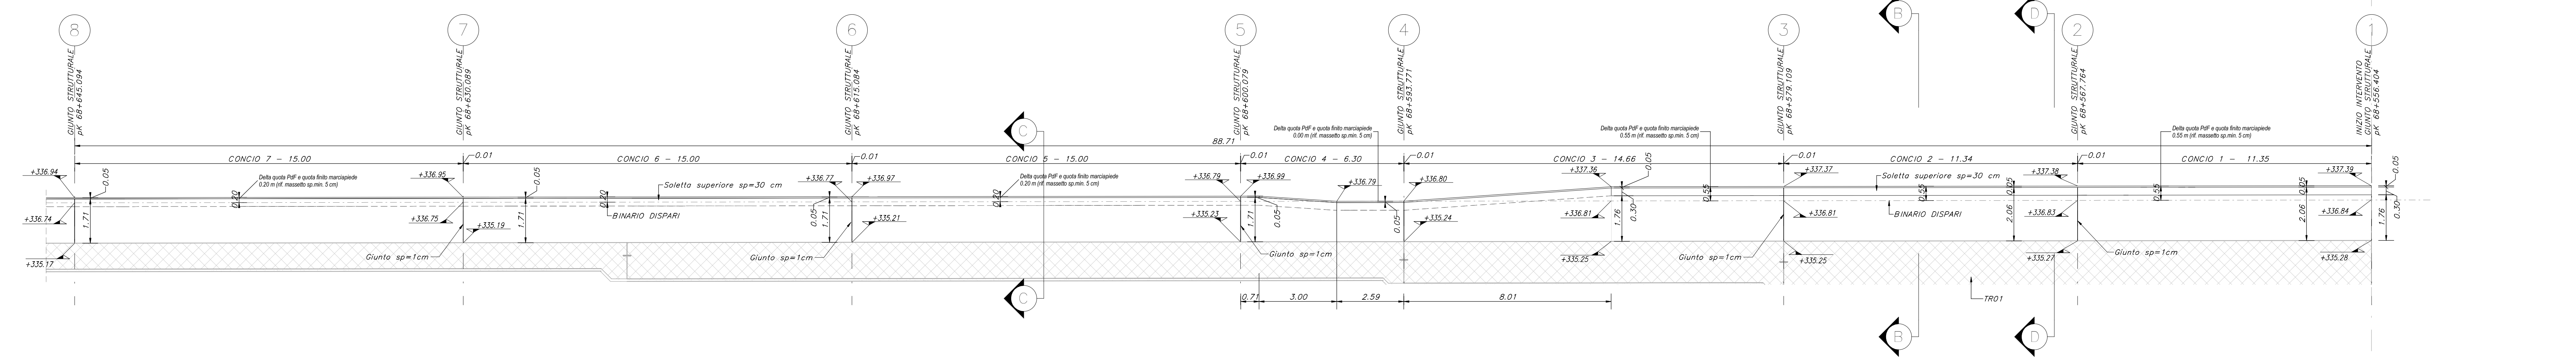 8
7
6
5
4
3
B
D
2
1
GIUNTO STRUTTURALE
pK 68+645.094
GIUNTO STRUTTURALE
pK 68+630.089
GIUNTO STRUTTURALE
pK 68+615.084
GIUNTO STRUTTURALE
pK 68+600.079
GIUNTO STRUTTURALE
pK 68+593.771
GIUNTO STRUTTURALE
pK 68+579.109
GIUNTO STRUTTURALE
pK 68+567.764
INIZIO INTERVENTO
GIUNTO STRUTTURALE
pK 68+556.404
C
Delta quota PdF e quota finito marciapiede
0.00 m (rif. massetto sp.min. 5 cm)
Delta quota PdF e quota finito marciapiede
0.55 m (rif. massetto sp.min. 5 cm)
Delta quota PdF e quota finito marciapiede
0.55 m (rif. massetto sp.min. 5 cm)
88.71
CONCIO 7 - 15.00
0.01
CONCIO 6 - 15.00
0.01
CONCIO 5 - 15.00
0.01
CONCIO 4 - 6.30
0.01
CONCIO 3 - 14.66
0.01
CONCIO 2 - 11.34
0.01
CONCIO 1 - 11.35
+336.94
0.05
0.20
Delta quota PdF e quota finito marciapiede
0.20 m (rif. massetto sp.min. 5 cm)
+336.95
0.05
0.20
Soletta superiore sp=30 cm
+336.77
+336.97
0.20
Delta quota PdF e quota finito marciapiede
0.20 m (rif. massetto sp.min. 5 cm)
+336.79
+336.99
+336.79
+336.80
+337.36
0.05
0.55
+337.37
Soletta superiore sp=30 cm
0.55
+337.38
0.05
0.55
0.05
+337.39
0.05
+336.74
1.71
+336.75
1.71
BINARIO DISPARI
0.05
1.71
+335.21
+335.23
1.71
0.05
0.05
+335.24
+336.81
1.76
0.30
+336.81
BINARIO DISPARI
2.06
+336.83
2.06
+336.84
1.76
0.30
+335.17
+335.19
Giunto sp=1cm
Giunto sp=1cm
Giunto sp=1cm
+335.25
Giunto sp=1cm
+335.25
+335.27
Giunto sp=1cm
+335.28
C
0.71
3.00
2.59
8.01
TR01
B
D